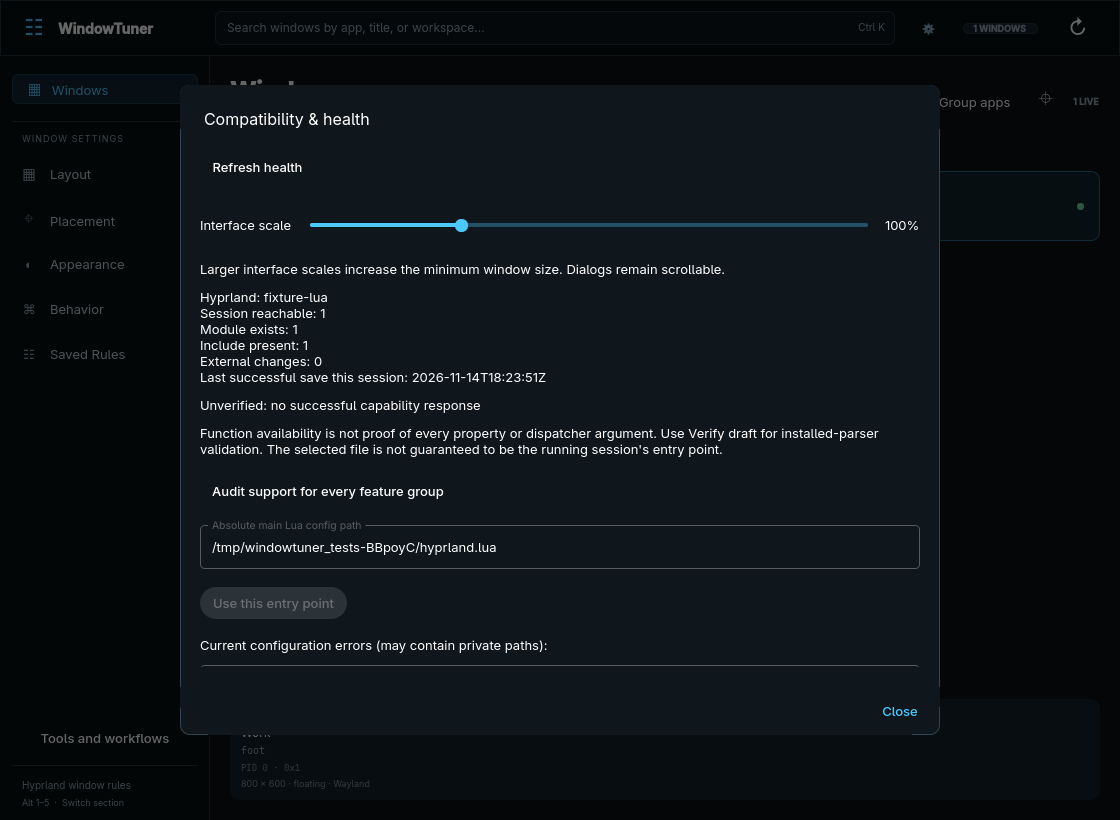 WindowTuner
Search windows by app, title, or workspace...
Ctrl K
1 WINDOWS
Windows
Group apps
1 LIVE
WINDOW SETTINGS
Layout
Placement
Appearance
Behavior
Saved Rules
Compatibility & health
Refresh health
Interface scale
100%
Larger interface scales increase the minimum window size. Dialogs remain scrollable.
Hyprland: fixture-lua
Session reachable: 1
Module exists: 1
Include present: 1
External changes: 0
Last successful save this session: 2026-11-14T18:23:51Z
Unverified: no successful capability response
Function availability is not proof of every property or dispatcher argument. Use Verify draft for installed-parser
validation. The selected file is not guaranteed to be the running session's entry point.
Audit support for every feature group
Absolute main Lua config path
/tmp/windowtuner_tests-BBpoyC/hyprland.lua
Use this entry point
Current configuration errors (may contain private paths):
Close
foot
PID 0 · 0x1
800 × 600 · floating · Wayland
Tools and workflows
Hyprland window rules
Alt 1–5 · Switch section